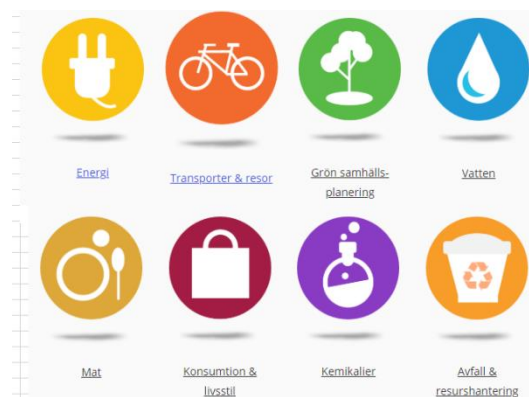 Energi
Transporter & resor
Grön samhälls-
planering
Vatten
Mat
Konsumtion &
livsstil
Kemikalier
Avfall &
resurshantering